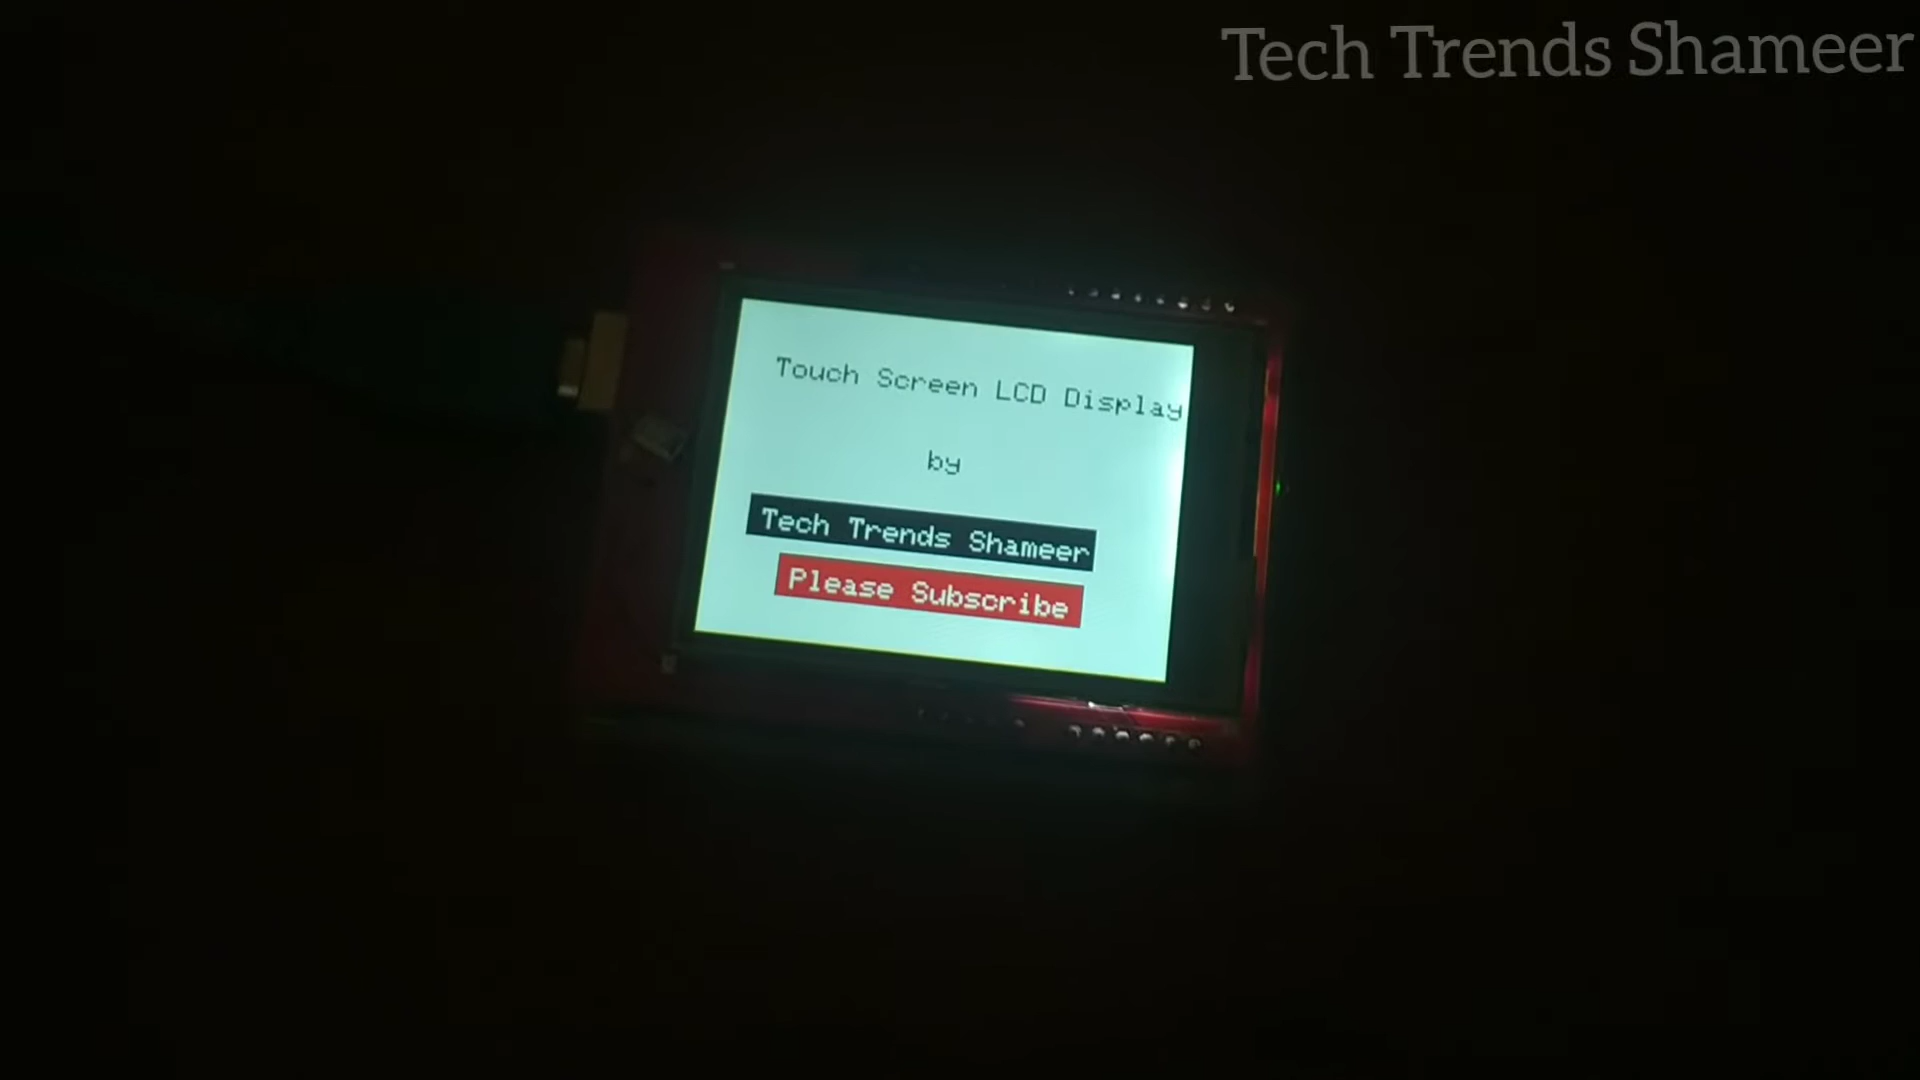 Tech Trends Shameer
Touch Screen LCD Display
by
Tech Trends Shameer
Please Subscribe